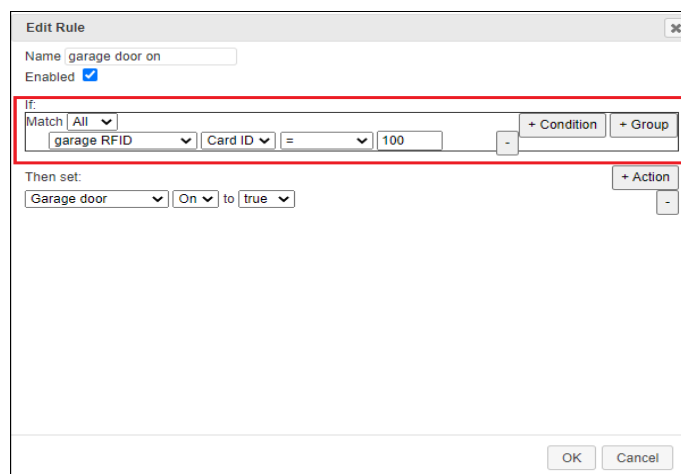 Edit Rule
Name garage door on
Enabled
If:
Match All + Condition + Group
garage RFID Card ID = 100 -
Then set: + Action
Garage door On to true -
OK Cancel